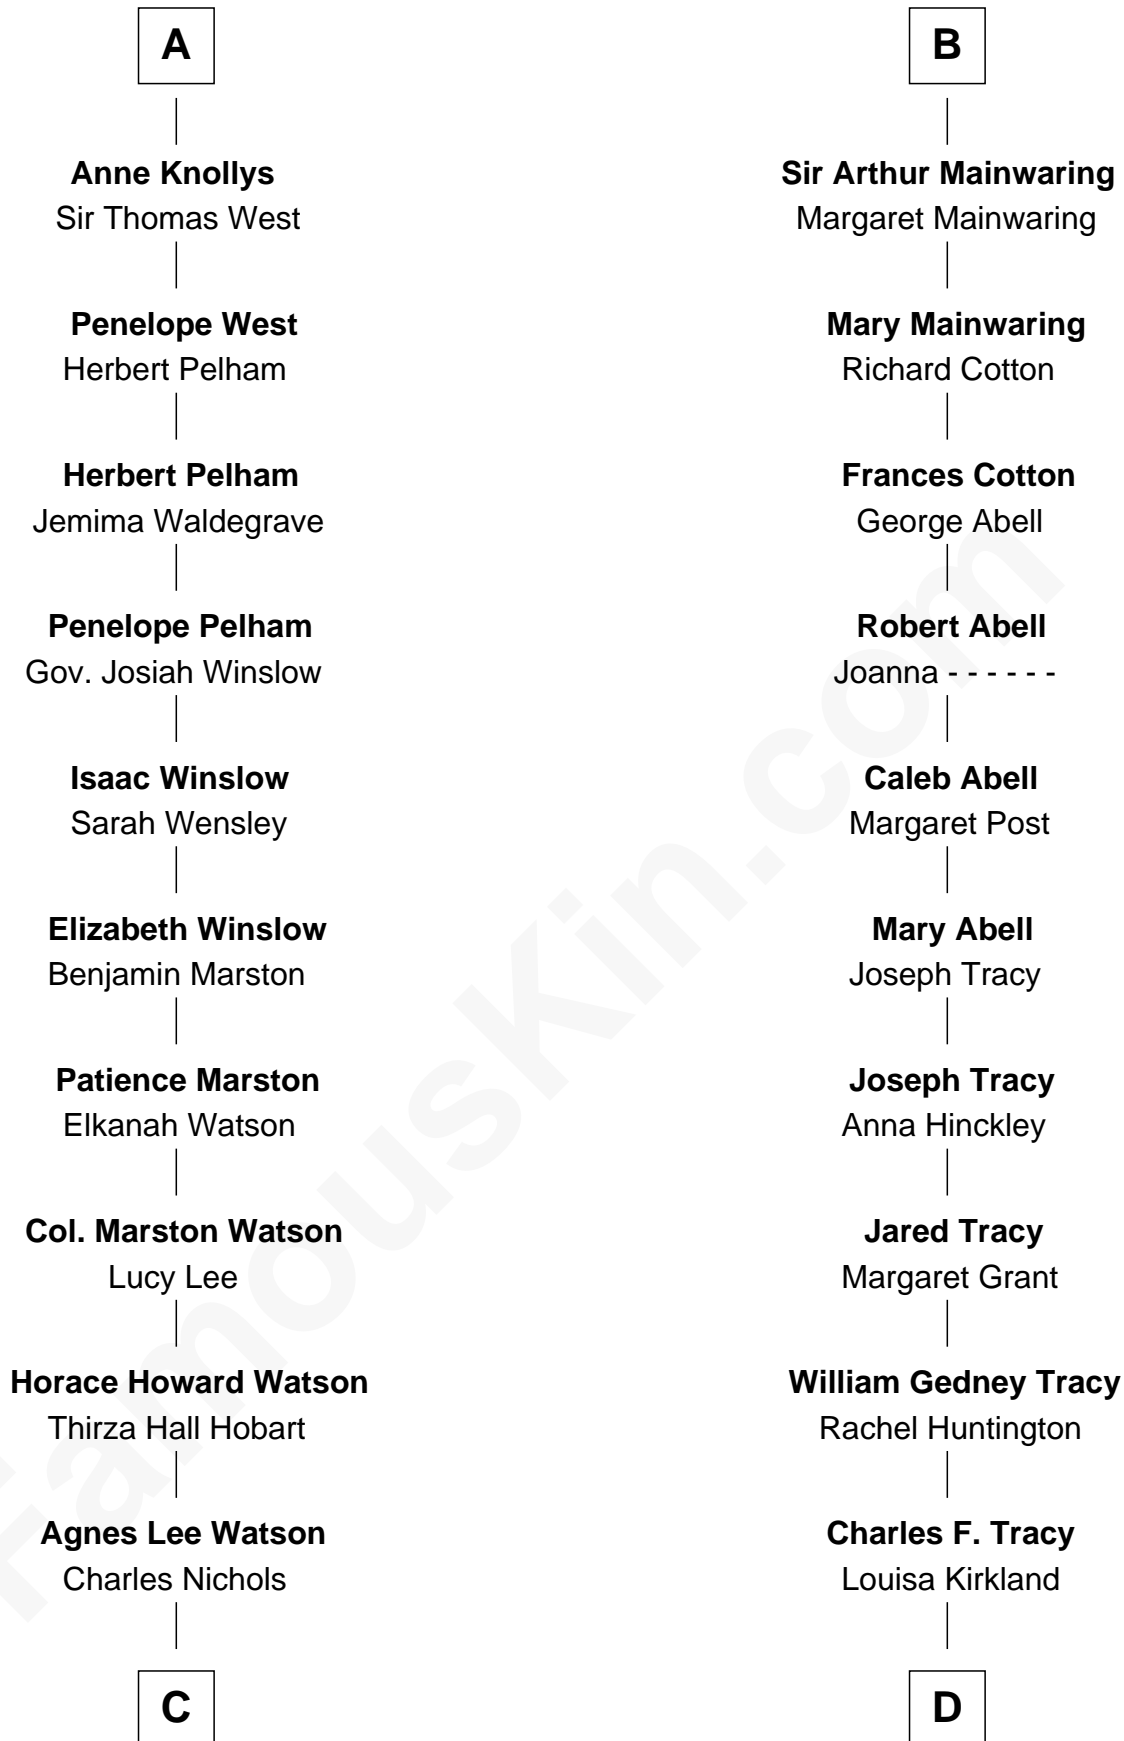 A
Anne Knollys
Sir Thomas West
Penelope West
Herbert Pelham
Herbert Pelham
Jemima Waldegrave
Penelope Pelham
Gov. Josiah Winslow
Isaac Winslow
Sarah Wensley
Elizabeth Winslow
Benjamin Marston
Patience Marston
Elkanah Watson
Col. Marston Watson
Lucy Lee
Horace Howard Watson
Thirza Hall Hobart
Agnes Lee Watson
Charles Nichols
C
B
Sir Arthur Mainwaring
Margaret Mainwaring
Mary Mainwaring
Richard Cotton
Frances Cotton
George Abell
Robert Abell
Joanna - - - - - -
Caleb Abell
Margaret Post
Mary Abell
Joseph Tracy
Joseph Tracy
Anna Hinckley
Jared Tracy
Margaret Grant
William Gedney Tracy
Rachel Huntington
Charles F. Tracy
Louisa Kirkland
D
FamousKin.com